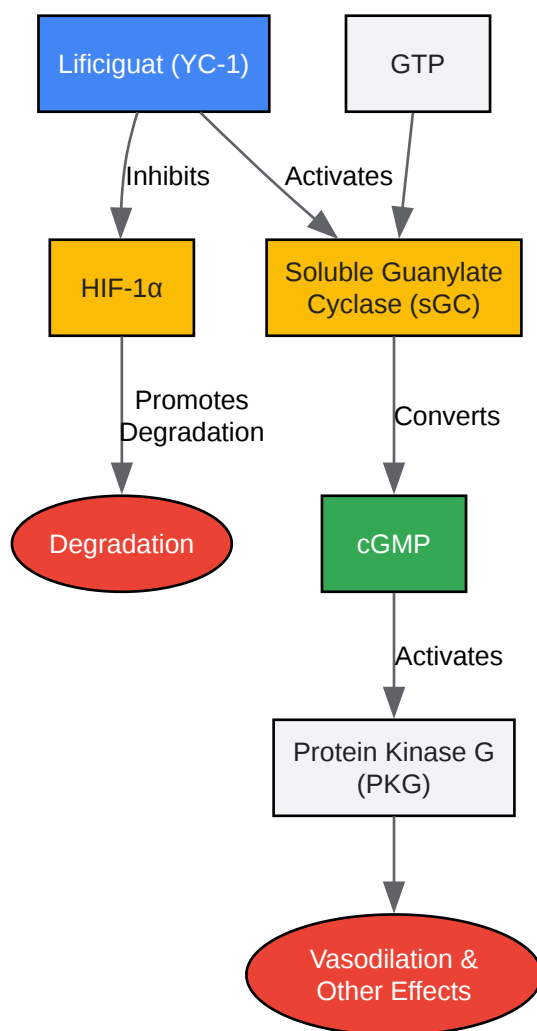 Lificiguat (YC-1)
GTP
Inhibits
Activates
HIF-1α
Soluble Guanylate
Cyclase (sGC)
Promotes
Degradation
Converts
Degradation
cGMP
Activates
Protein Kinase G
(PKG)
Vasodilation &
Other Effects